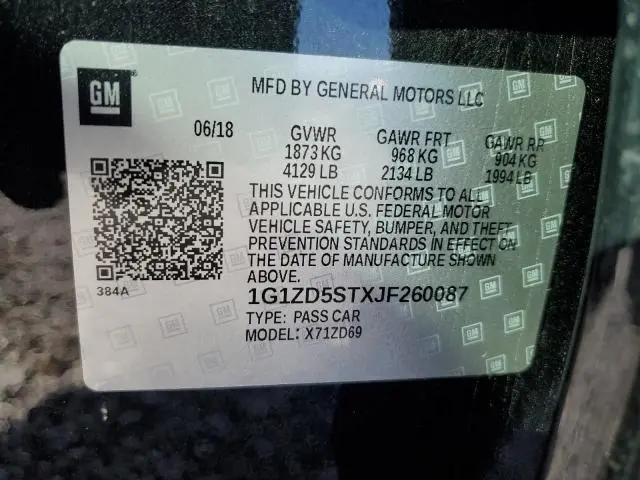 GM
MFD BY GENERAL MOTORS LLC
06/18 GVWR GAWR FRT GAWR RR
1873 KG 968 KG 904 KG
4129 LB 2134 LB 1994 LB
THIS VEHICLE CONFORMS TO ALL
APPLICABLE U.S. FEDERAL MOTOR
VEHICLE SAFETY, BUMPER, AND THEFT
PREVENTION STANDARDS IN EFFECT ON
THE DATE OF MANUFACTURE SHOWN
ABOVE.
384A
1G1ZD5STXJF260087
TYPE: PASS CAR
MODEL: X71ZD69